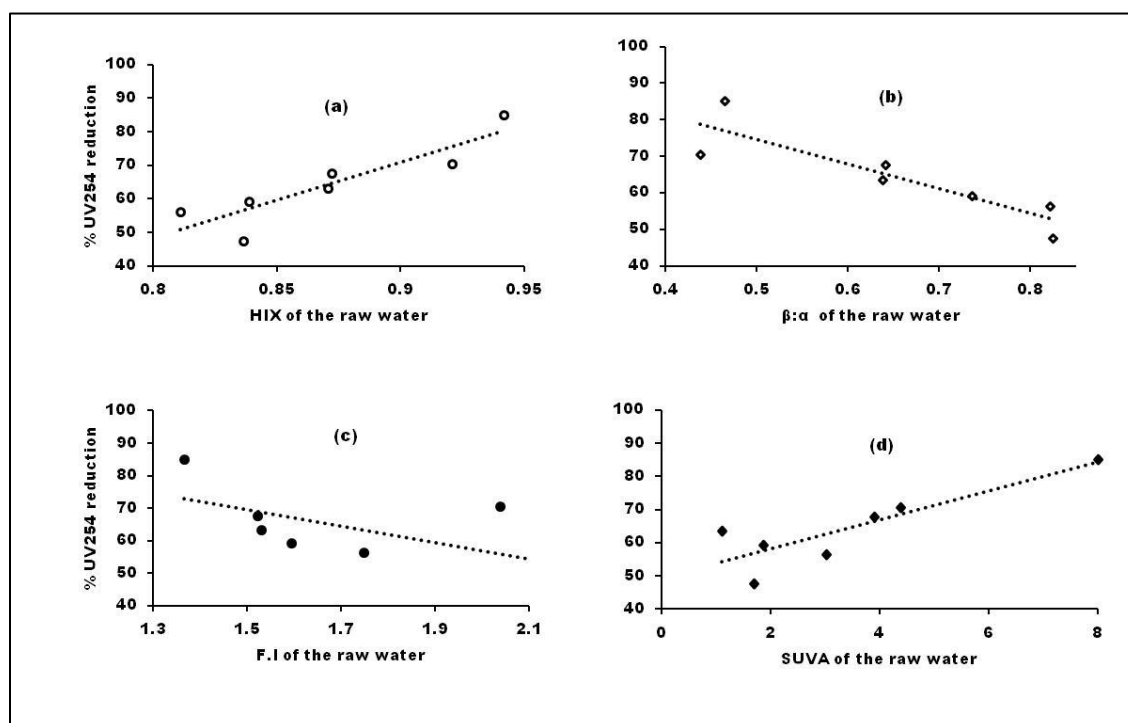 100
90
80
70
60
50
40
% UV254 reduction
(a)
0.8 0.85 0.9 0.95
HIX of the raw water
100
90
80
70
60
50
40
(b)
0.4 0.5 0.6 0.7 0.8
β:α of the raw water
100
90
80
70
60
50
40
% UV254 reduction
(c)
1.3 1.5 1.7 1.9 2.1
F.I of the raw water
100
90
80
70
60
50
40
(d)
0 2 4 6 8
SUVA of the raw water